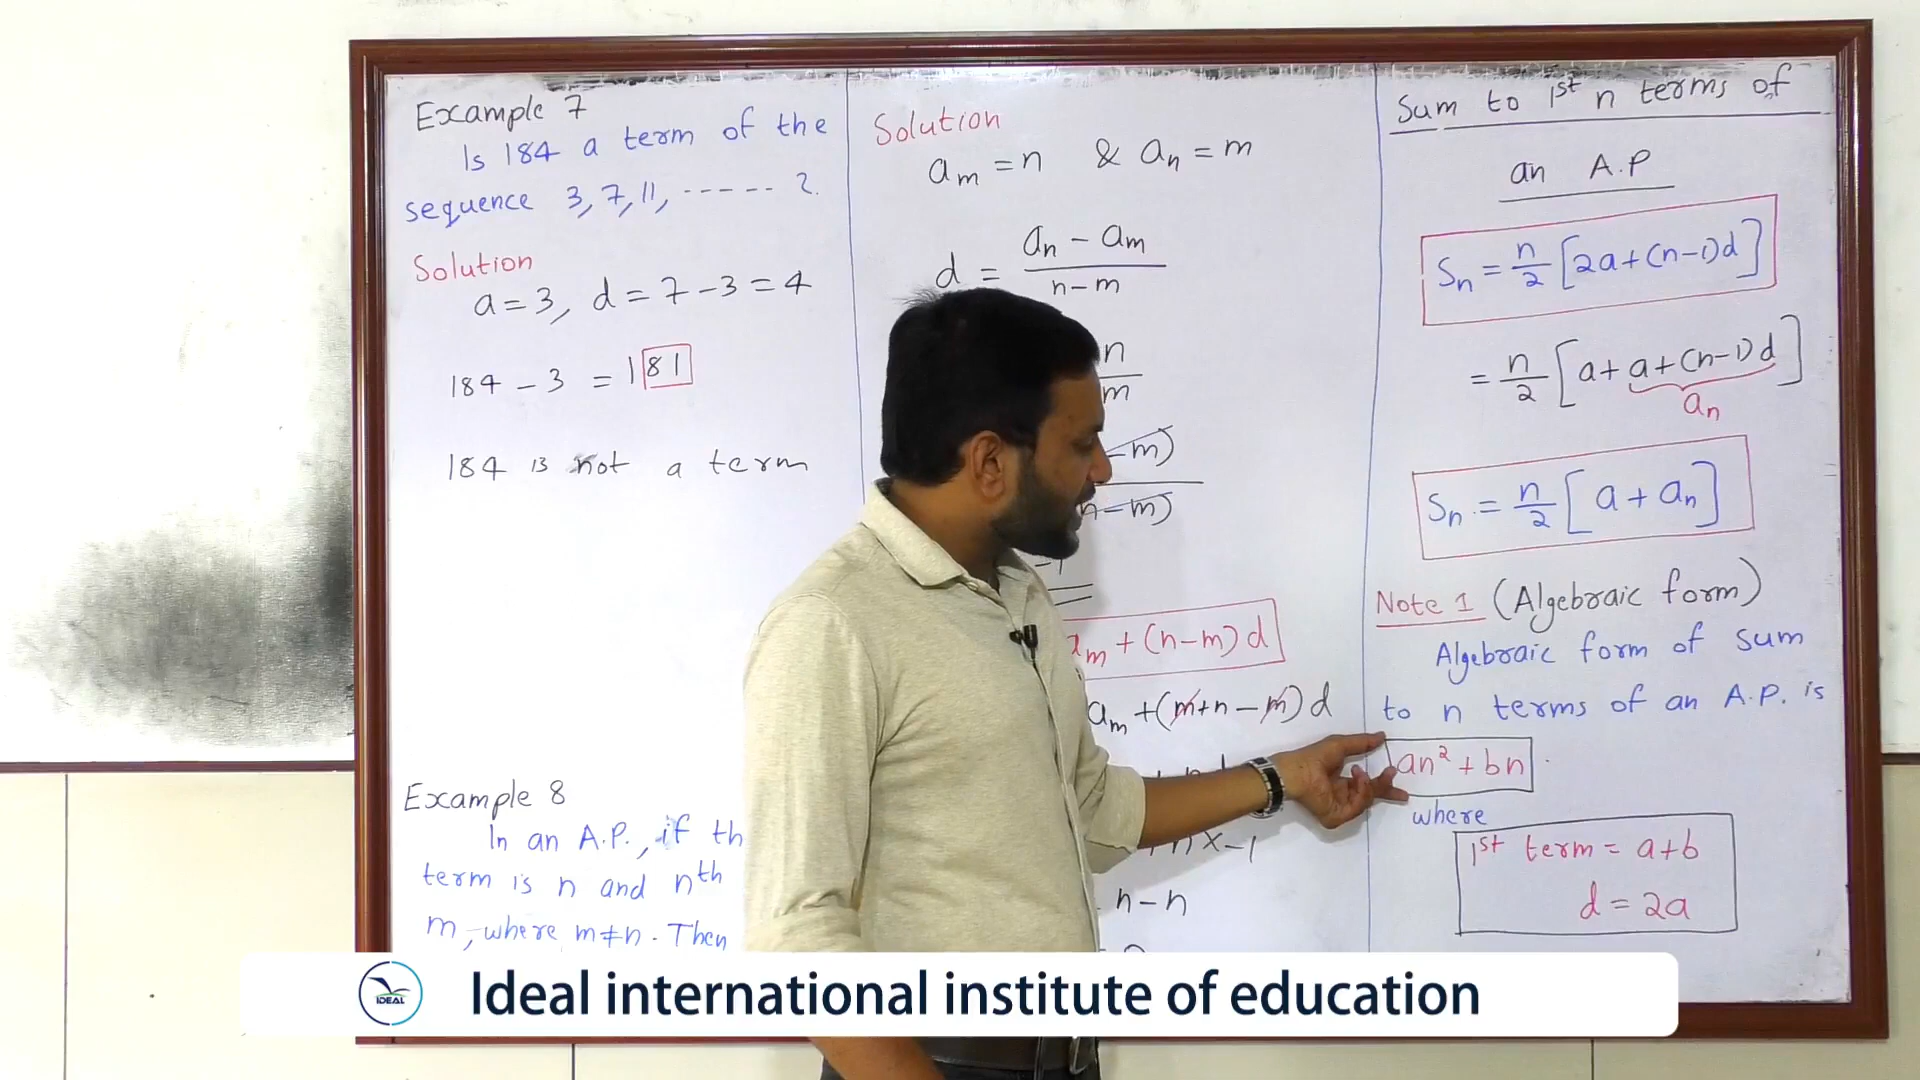 Example 7
Is 184 a term of the
sequence 3, 7, 11, ----- ?.
Solution
a = 3, d = 7 - 3 = 4
184 - 3 = 181
184 is not a term
Example 8
In an A.P., if th
term is n and nth
m, where m ≠ n. Then
Solution
am = n & an = m
d = an - am / n - m
n
m
-m)
n-m)
-1
am + (n-m) d
am + (m+n-m) d
n x -1
n - n
Sum to 1st n terms of
an A.P
Sn = n/2 [2a + (n-1)d]
= n/2 [a + a + (n-1)d]
an
Sn = n/2 [a + an]
Note 1 (Algebraic form)
Algebraic form of sum
to n terms of an A.P. is
an² + bn.
where
1st term = a+b
d = 2a
IDEAL
Ideal international institute of education